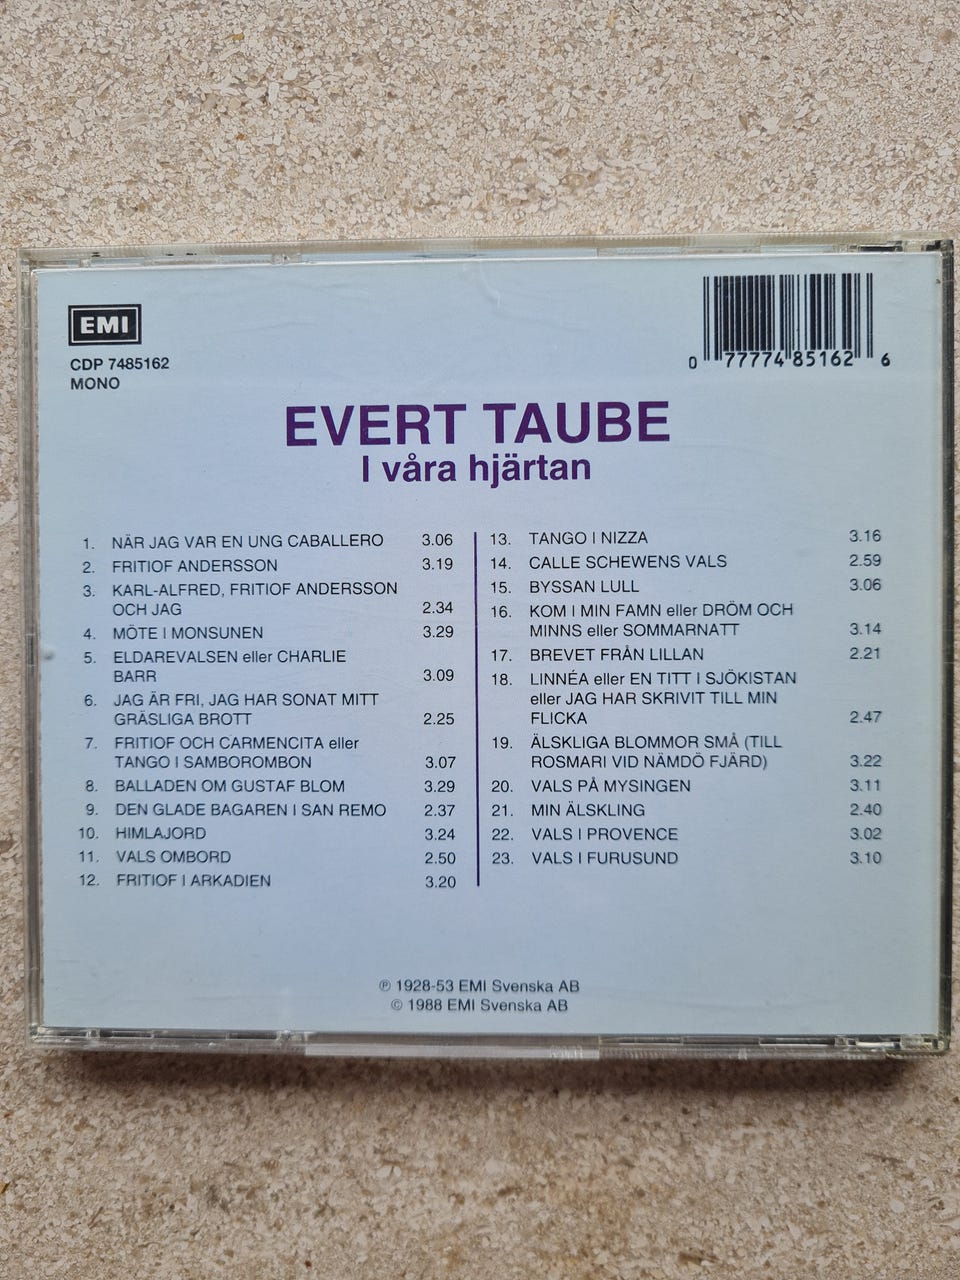 EMI
CDP 7485162
MONO
0 77774 85162 6
EVERT TAUBE
I våra hjärtan
1. NÄR JAG VAR EN UNG CABALLERO 3.06
2. FRITIOF ANDERSSON 3.19
3. KARL-ALFRED, FRITIOF ANDERSSON
OCH JAG 2.34
4. MÖTE I MONSUNEN 3.29
5. ELDAREVALSEN eller CHARLIE
BARR 3.09
6. JAG ÄR FRI, JAG HAR SONAT MITT
GRÄSLIGA BROTT 2.25
7. FRITIOF OCH CARMENCITA eller
TANGO I SAMBOROMBON 3.07
8. BALLADEN OM GUSTAF BLOM 3.29
9. DEN GLADE BAGAREN I SAN REMO 2.37
10. HIMLAJORD 3.24
11. VALS OMBORD 2.50
12. FRITIOF I ARKADIEN 3.20
13. TANGO I NIZZA 3.16
14. CALLE SCHEWENS VALS 2.59
15. BYSSAN LULL 3.06
16. KOM I MIN FAMN eller DRÖM OCH
MINNS eller SOMMARNATT 3.14
17. BREVET FRÅN LILLAN 2.21
18. LINNÉA eller EN TITT I SJÖKISTAN
eller JAG HAR SKRIVIT TILL MIN
FLICKA 2.47
19. ÄLSKLIGA BLOMMOR SMÅ (TILL
ROSMARI VID NÄMDÖ FJÄRD) 3.22
20. VALS PÅ MYSINGEN 3.11
21. MIN ÄLSKLING 2.40
22. VALS I PROVENCE 3.02
23. VALS I FURUSUND 3.10
℗ 1928-53 EMI Svenska AB
© 1988 EMI Svenska AB